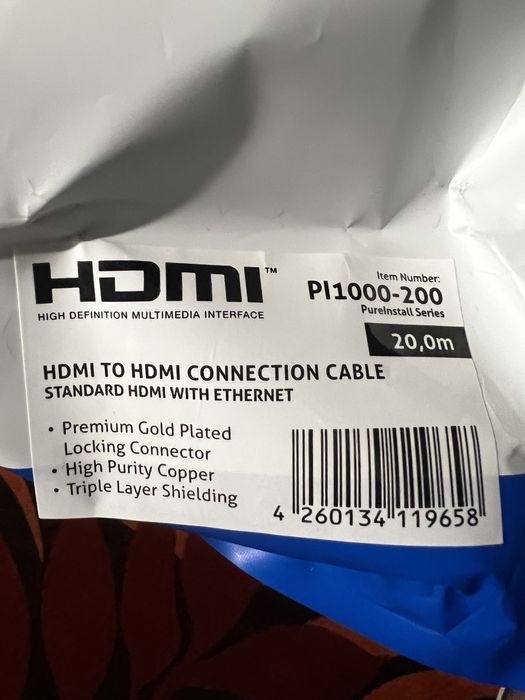 HDMI™
HIGH DEFINITION MULTIMEDIA INTERFACE
Item Number:
PI1000-200
PureInstall Series
20,0m
HDMI TO HDMI CONNECTION CABLE
STANDARD HDMI WITH ETHERNET
• Premium Gold Plated
Locking Connector
• High Purity Copper
• Triple Layer Shielding
4 260134 119658